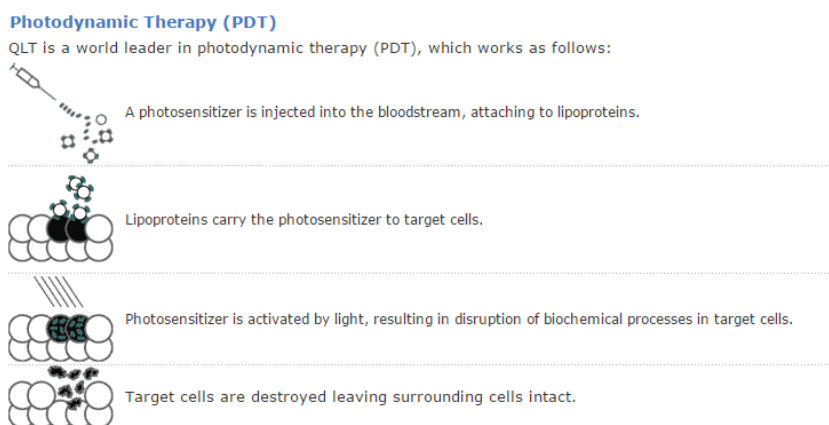 Photodynamic Therapy (PDT)
QLT is a world leader in photodynamic therapy (PDT), which works as follows:
A photosensitizer is injected into the bloodstream, attaching to lipoproteins.
Lipoproteins carry the photosensitizer to target cells.
Photosensitizer is activated by light, resulting in disruption of biochemical processes in target cells.
Target cells are destroyed leaving surrounding cells intact.